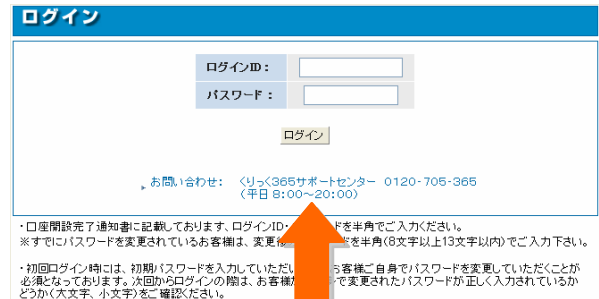 ログイン
ログインID：
パスワード：
ログイン
お問い合わせ： くりっく365サポートセンター 0120-705-365
(平日 8:00～20:00)
・口座開設完了通知書に記載しております、ログインID・ ドを半角でご入力ください。
※すでにパスワードを変更されているお客様は、変更 ドを半角(8文字以上13文字以内)でご入力下さい。
・初回ログイン時には、初期パスワードを入力していただい 客様ご自身でパスワードを変更していただくことが
必須となっております。次回からログインの際は、お客様 で変更されたパスワードが正しく入力されているか
どうか(大文字、小文字)をご確認ください。